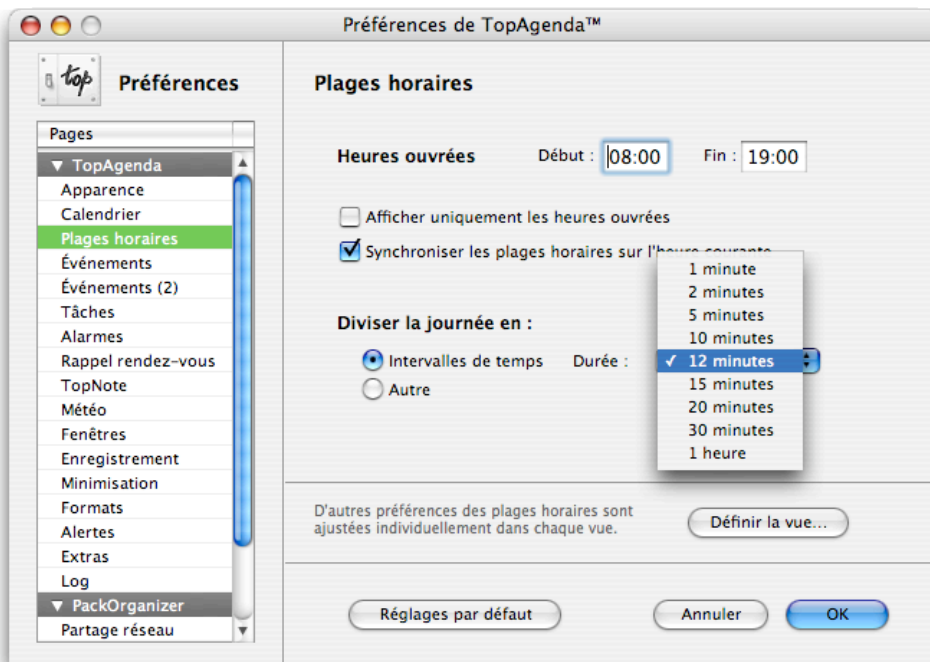 Préférences de TopAgenda™
top
Préférences
Pages
TopAgenda
Apparence
Calendrier
Plages horaires
Événements
Événements (2)
Tâches
Alarmes
Rappel rendez-vous
TopNote
Météo
Fenêtres
Enregistrement
Minimisation
Formats
Alertes
Extras
Log
PackOrganizer
Partage réseau
Plages horaires
Heures ouvrées Début : 08:00 Fin : 19:00
Afficher uniquement les heures ouvrées
Synchroniser les plages horaires sur l'heure courante
Diviser la journée en :
Intervalles de temps Durée :
Autre
1 minute
2 minutes
5 minutes
10 minutes
✓ 12 minutes
15 minutes
20 minutes
30 minutes
1 heure
D'autres préférences des plages horaires sont
ajustées individuellement dans chaque vue.
Définir la vue...
Réglages par défaut Annuler OK